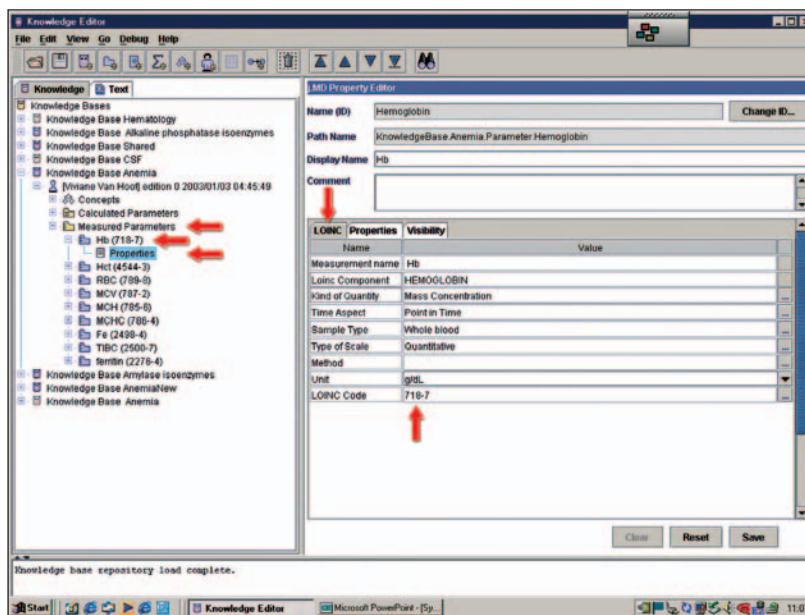 Knowledge Editor
File Edit View Go Debug Help
Knowledge Text
Knowledge Bases
Knowledge Base Hematology
Knowledge Base Alkaline phosphatase isoenzymes
Knowledge Base Shared
Knowledge Base CSF
Knowledge Base Anemia
[Viviane Van Hoof] edition 0 2003/01/03 04:45:49
Concepts
Calculated Parameters
Measured Parameters
Hb (718-7)
Properties
Hct (4544-3)
RBC (789-8)
MCV (787-2)
MCH (785-6)
MCHC (786-4)
Fe (2498-4)
TIBC (2500-7)
ferritin (2276-4)
Knowledge Base Amylase isoenzymes
Knowledge Base AnemiaNew
Knowledge Base Anemia
LMD Property Editor
Name (ID) Hemoglobin Change ID...
Path Name KnowledgeBase.Anemia.Parameter.Hemoglobin
Display Name Hb
Comment
LOINC Properties Visibility
Name Value
Measurement name Hb
Loinc Component HEMOGLOBIN
Kind of Quantity Mass Concentration ...
Time Aspect Point in Time ...
Sample Type Whole blood ...
Type of Scale Quantitative ...
Method ...
Unit g/dL
LOINC Code 718-7 ...
Clear Reset Save
Knowledge base repository load complete.
Start Knowledge Editor Microsoft PowerPoint - [Sy...